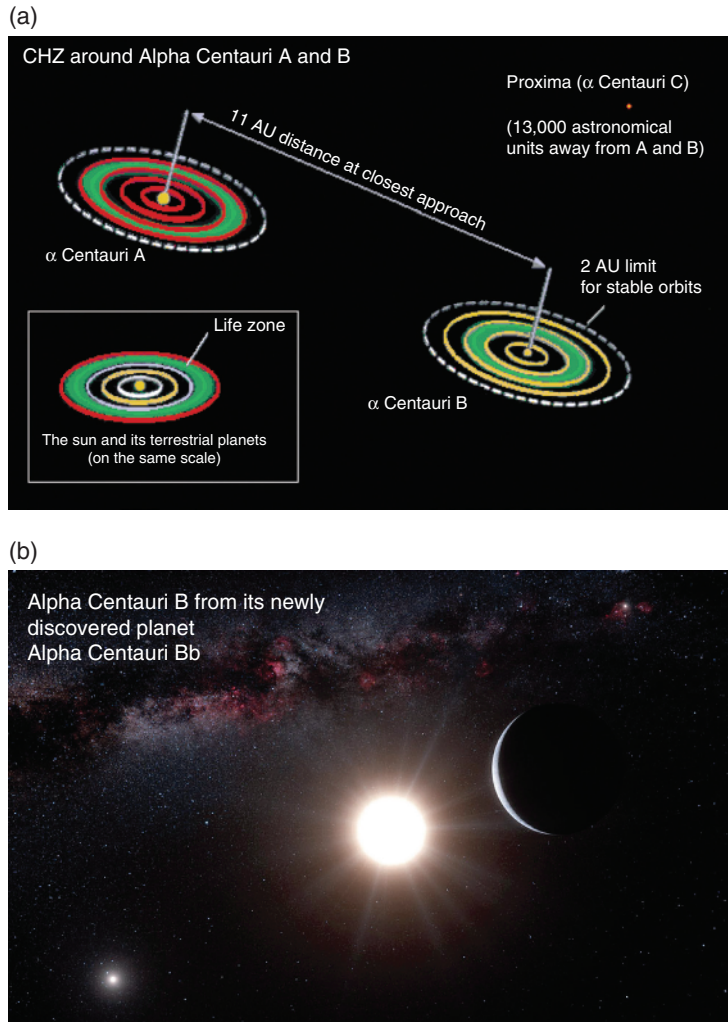 (a)
CHZ around Alpha Centauri A and B
Proxima (α Centauri C)
(13,000 astronomical
units away from A and B)
11 AU distance at closest approach
α Centauri A
2 AU limit
for stable orbits
Life zone
α Centauri B
The sun and its terrestrial planets
(on the same scale)
(b)
Alpha Centauri B from its newly
discovered planet
Alpha Centauri Bb